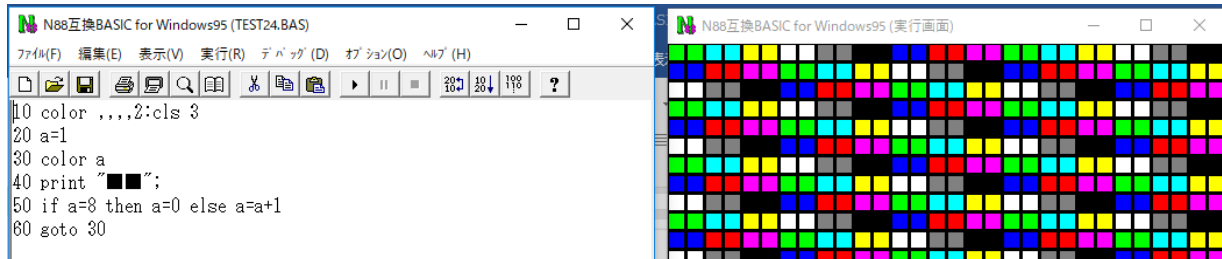 N88互換BASIC for Windows95 (TEST24.BAS)
ﾌｧｲﾙ(F) 編集(E) 表示(V) 実行(R) ﾃﾞﾊﾞｯｸﾞ(D) ｵﾌﾟｼｮﾝ(O) ﾍﾙﾌﾟ(H)
10 color ,,,,2:cls 3
20 a=1
30 color a
40 print "■■";
50 if a=8 then a=0 else a=a+1
60 goto 30
N88互換BASIC for Windows95 (実行画面)